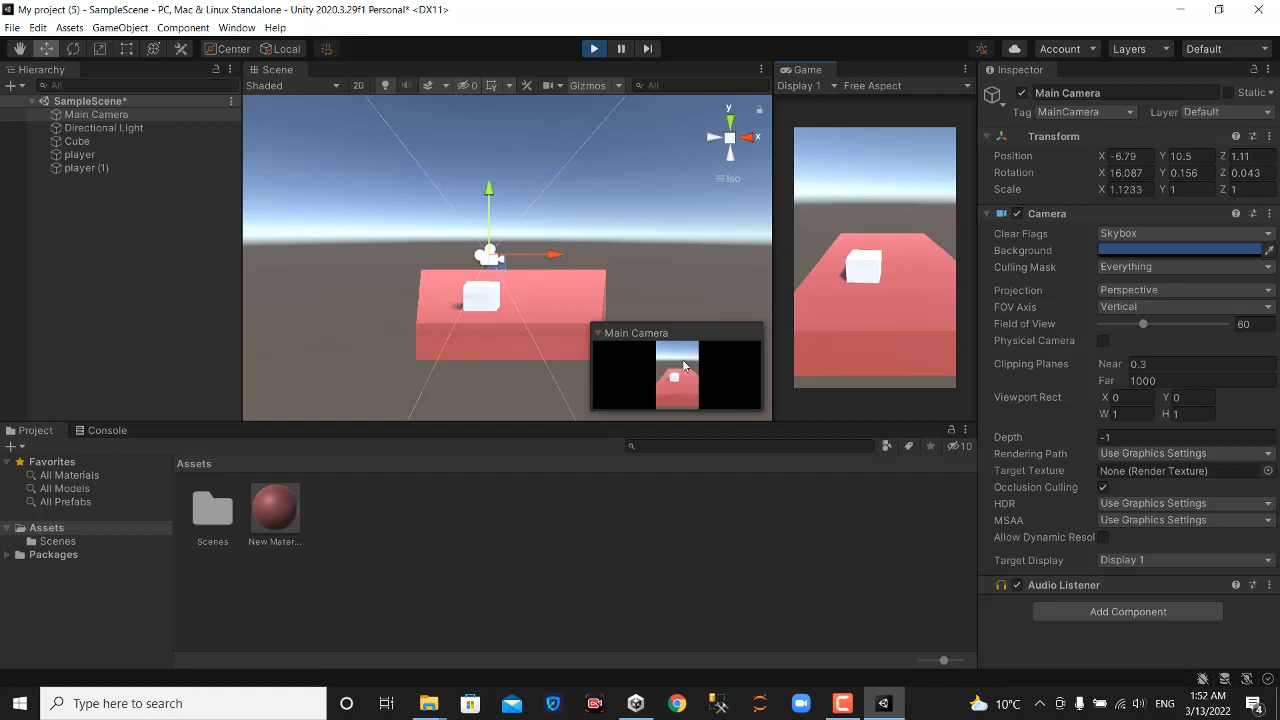 My project (5) - SampleScene - PC, Mac & Linux Standalone - Unity 2020.3.29f1 Personal* <DX11>
File Edit Assets GameObject Component Window Help
Center Local Account Layers Default
Hierarchy Scene Game Inspector
All Shaded 2D 0 Gizmos All Display 1 Free Aspect
Main Camera Static
Tag MainCamera Layer Default
SampleScene*
Main Camera
Directional Light
Cube
player
player (1)
y
x
Iso
Main Camera
Transform
Position X -6.79 Y 10.5 Z 1.11
Rotation X 16.087 Y 0.156 Z 0.043
Scale X 1.1233 Y 1 Z 1
Camera
Clear Flags Skybox
Background
Culling Mask Everything
Projection Perspective
FOV Axis Vertical
Field of View 60
Physical Camera
Clipping Planes Near 0.3
Far 1000
Viewport Rect X 0 Y 0
W 1 H 1
Depth -1
Rendering Path Use Graphics Settings
Target Texture None (Render Texture)
Occlusion Culling
HDR Use Graphics Settings
MSAA Use Graphics Settings
Allow Dynamic Resol
Target Display Display 1
Audio Listener
Add Component
Project Console
10
Favorites
All Materials
All Models
All Prefabs
Assets
Scenes
Packages
Assets
Scenes New Mater...
Type here to search
10°C
1:52 AM
3/13/2022